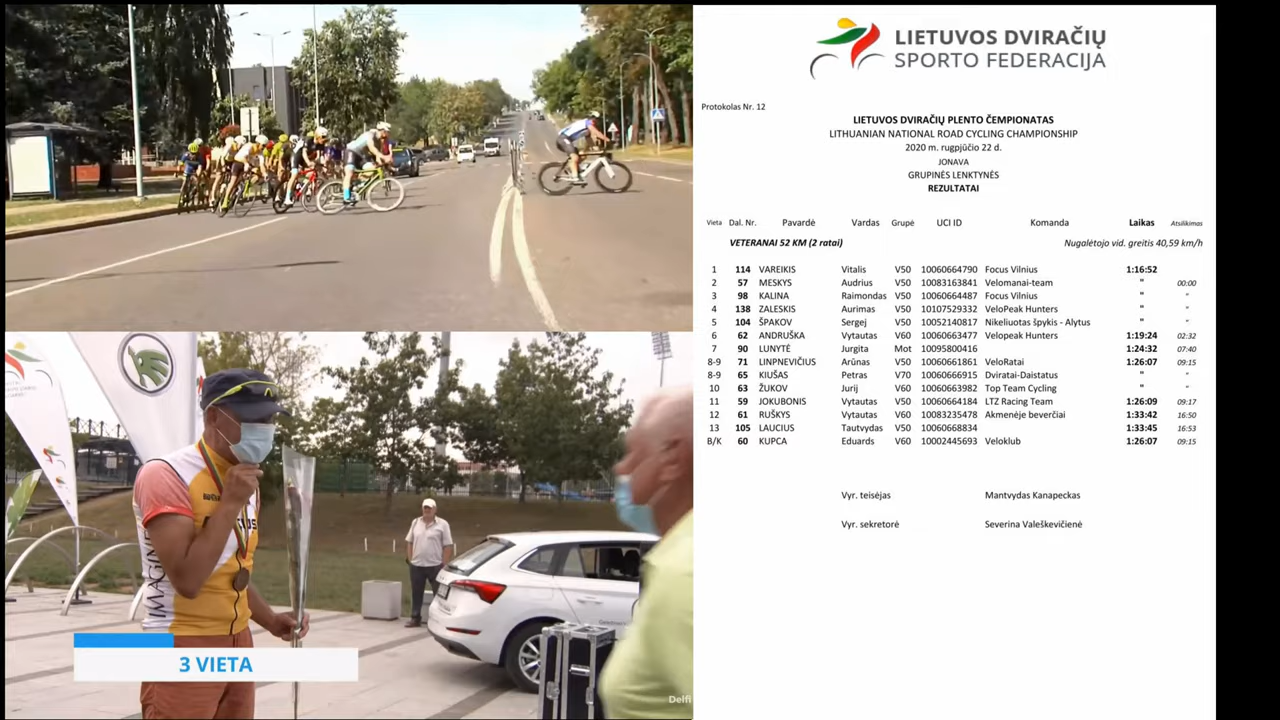 LIETUVOS DVIRAČIŲ
SPORTO FEDERACIJA
Protokolas Nr. 12
LIETUVOS DVIRAČIŲ PLENTO ČEMPIONATAS
LITHUANIAN NATIONAL ROAD CYCLING CHAMPIONSHIP
2020 m. rugpjūčio 22 d.
JONAVA
GRUPINĖS LENKTYNĖS
REZULTATAI
Vieta Dal. Nr. Pavardė Vardas Grupė UCI ID Komanda Laikas Atsilikimas
VETERANAI 52 KM (2 ratai) Nugalėtojo vid. greitis 40,59 km/h
1 114 VAREIKIS Vitalis V50 10060664790 Focus Vilnius 1:16:52
2 57 MESKYS Audrius V50 10083163841 Velomanai-team " 00:00
3 98 KALINA Raimondas V50 10060664487 Focus Vilnius " "
4 138 ZALESKIS Aurimas V50 10107529332 VeloPeak Hunters " "
5 104 ŠPAKOV Sergej V50 10052140817 Nikeliuotas špykis - Alytus " "
6 62 ANDRUŠKA Vytautas V60 10060663477 Velopeak Hunters 1:19:24 02:32
7 90 LUNYTĖ Jurgita Mot 10095800416 1:24:32 07:40
8-9 71 LINPNEVIČIUS Arūnas V50 10060661861 VeloRatai 1:26:07 09:15
8-9 65 KIUŠAS Petras V70 10060666915 Dviratai-Daistatus " "
10 63 ŽUKOV Jurij V60 10060663982 Top Team Cycling " "
11 59 JOKUBONIS Vytautas V50 10060664184 LTZ Racing Team 1:26:09 09:17
12 61 RUŠKYS Vytautas V60 10083235478 Akmenėje beverčiai 1:33:42 16:50
13 105 LAUCIUS Tautvydas V50 10060668834 1:33:45 16:53
B/K 60 KUPCA Eduards V60 10002445693 Veloklub 1:26:07 09:15
Vyr. teisėjas Mantvydas Kanapeckas
Vyr. sekretorė Severina Valeškevičienė
IMAGINE
3 VIETA
Delfi